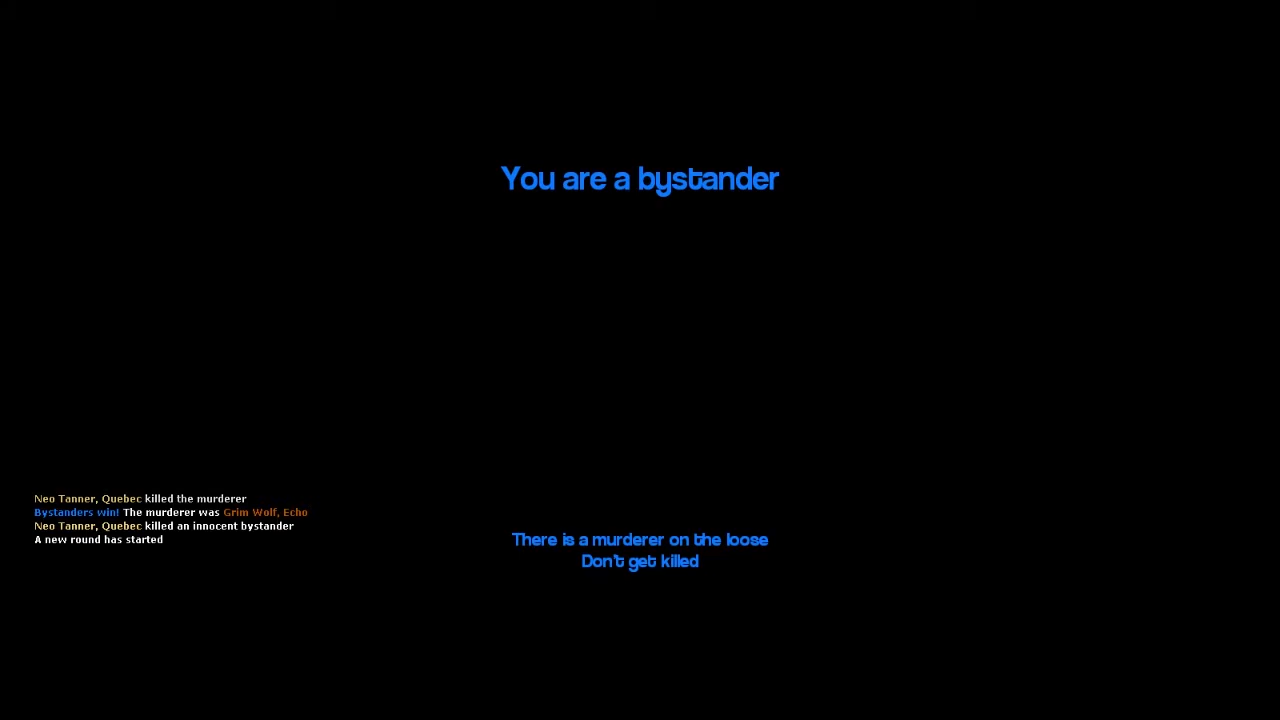 You are a bystander
Neo Tanner, Quebec killed the murderer
Bystanders win! The murderer was Grim Wolf, Echo
Neo Tanner, Quebec killed an innocent bystander
A new round has started
There is a murderer on the loose
Don't get killed